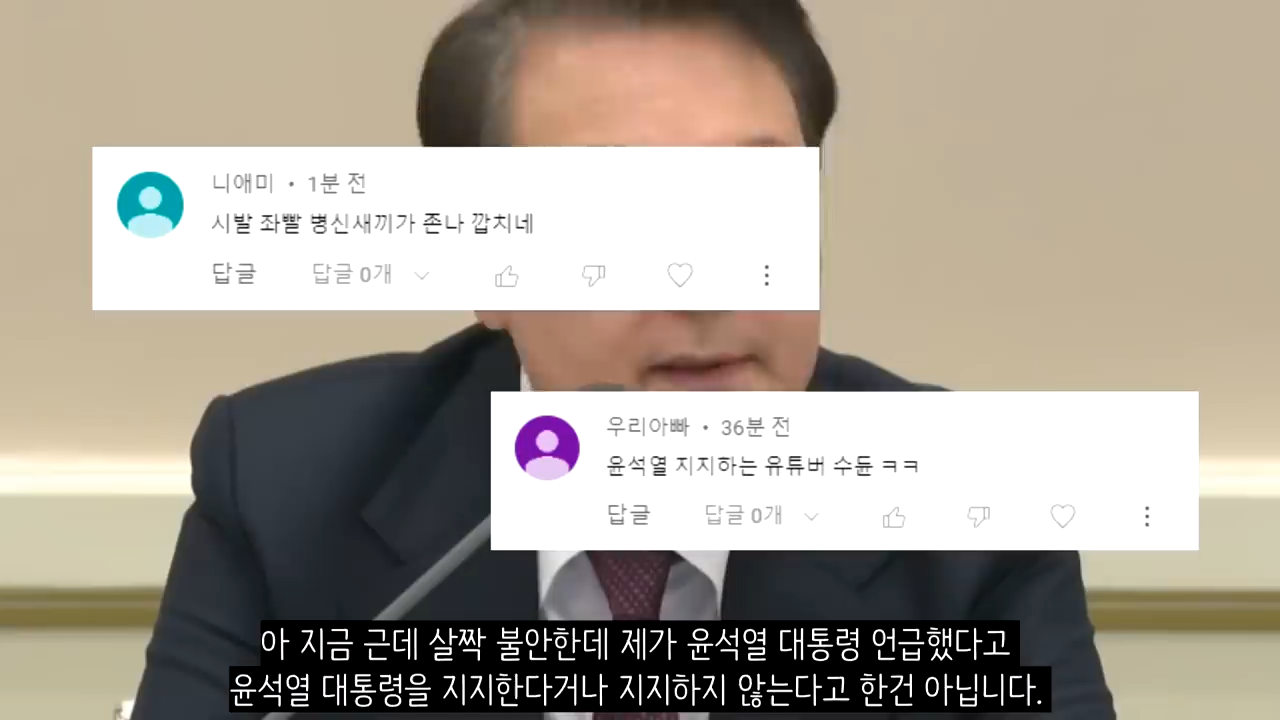 니애미 • 1분 전
시발 좌빨 병신새끼가 존나 깝치네
답글 답글 0개
우리아빠 • 36분 전
윤석열 지지하는 유튜버 수듄 ㅋㅋ
답글 답글 0개
아 지금 근데 살짝 불안한데 제가 윤석열 대통령 언급했다고
윤석열 대통령을 지지한다거나 지지하지 않는다고 한건 아닙니다.